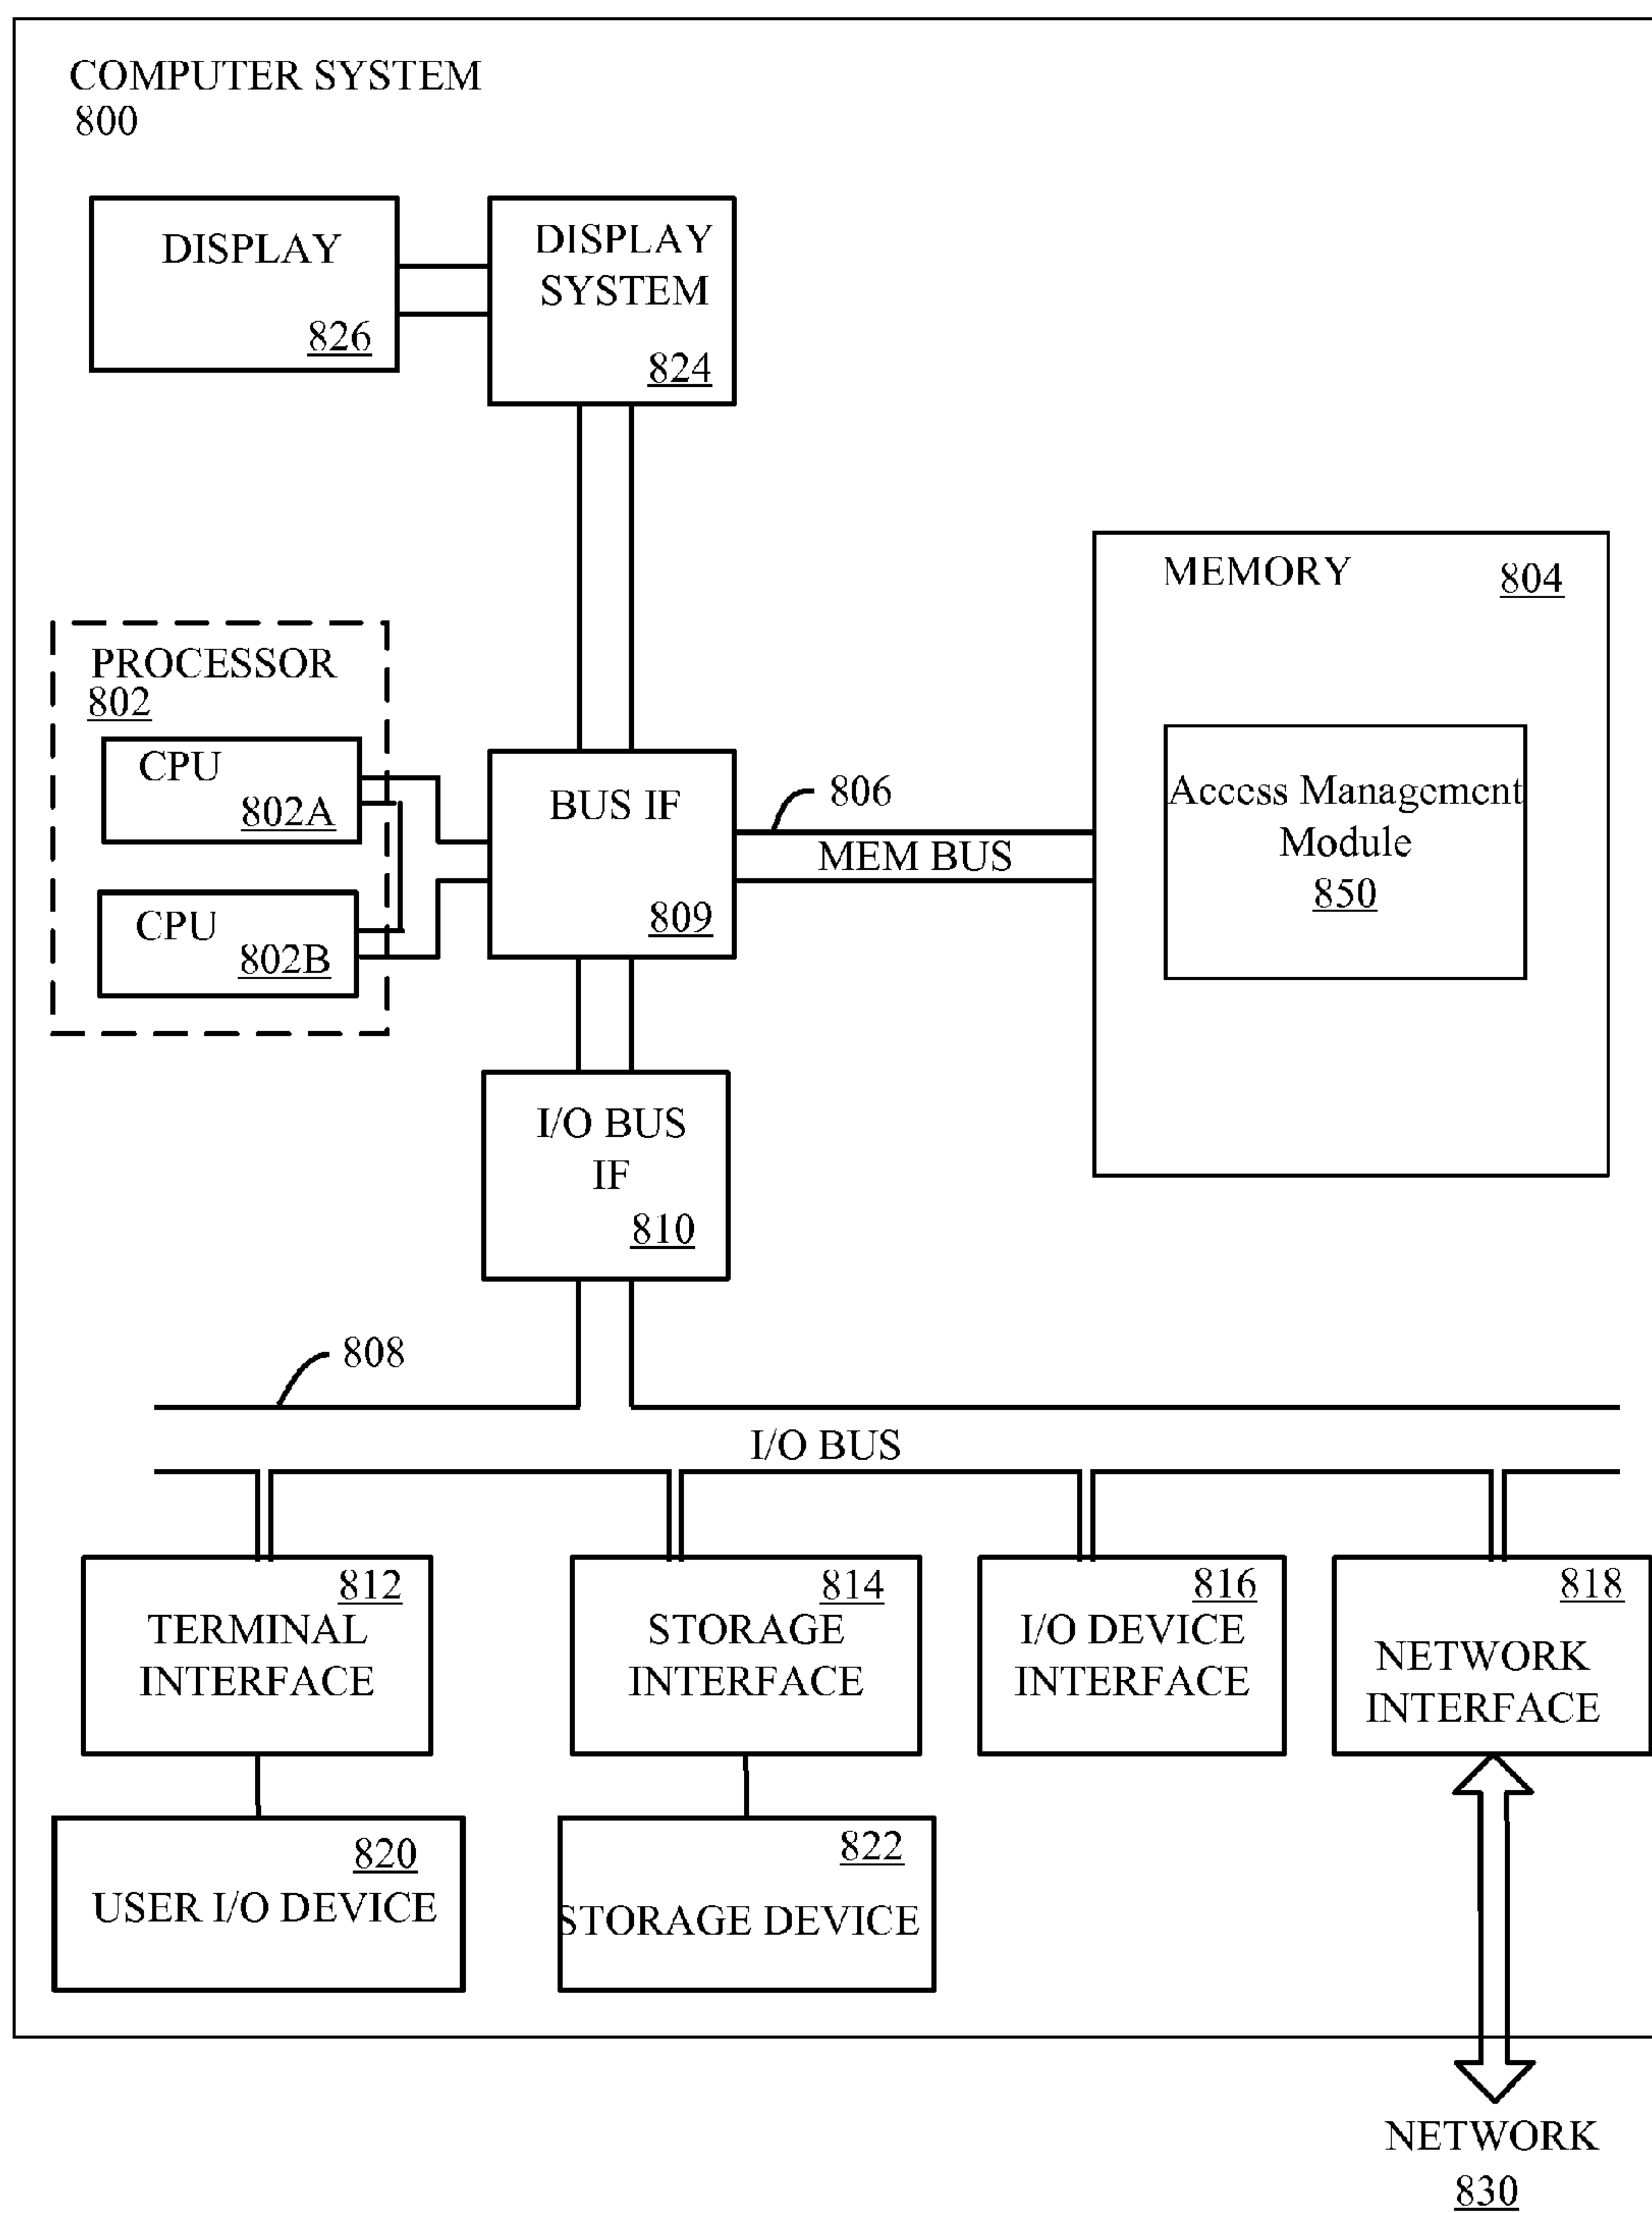 COMPUTER SYSTEM
800
DISPLAY
826
DISPLAY
SYSTEM
824
MEMORY
804
PROCESSOR
802
CPU
802A
CPU
802B
BUS IF
809
806
MEM BUS
Access Management
Module
850
I/O BUS
IF
810
808
I/O BUS
812
TERMINAL
INTERFACE
814
STORAGE
INTERFACE
816
I/O DEVICE
INTERFACE
818
NETWORK
INTERFACE
820
USER I/O DEVICE
822
STORAGE DEVICE
NETWORK
830